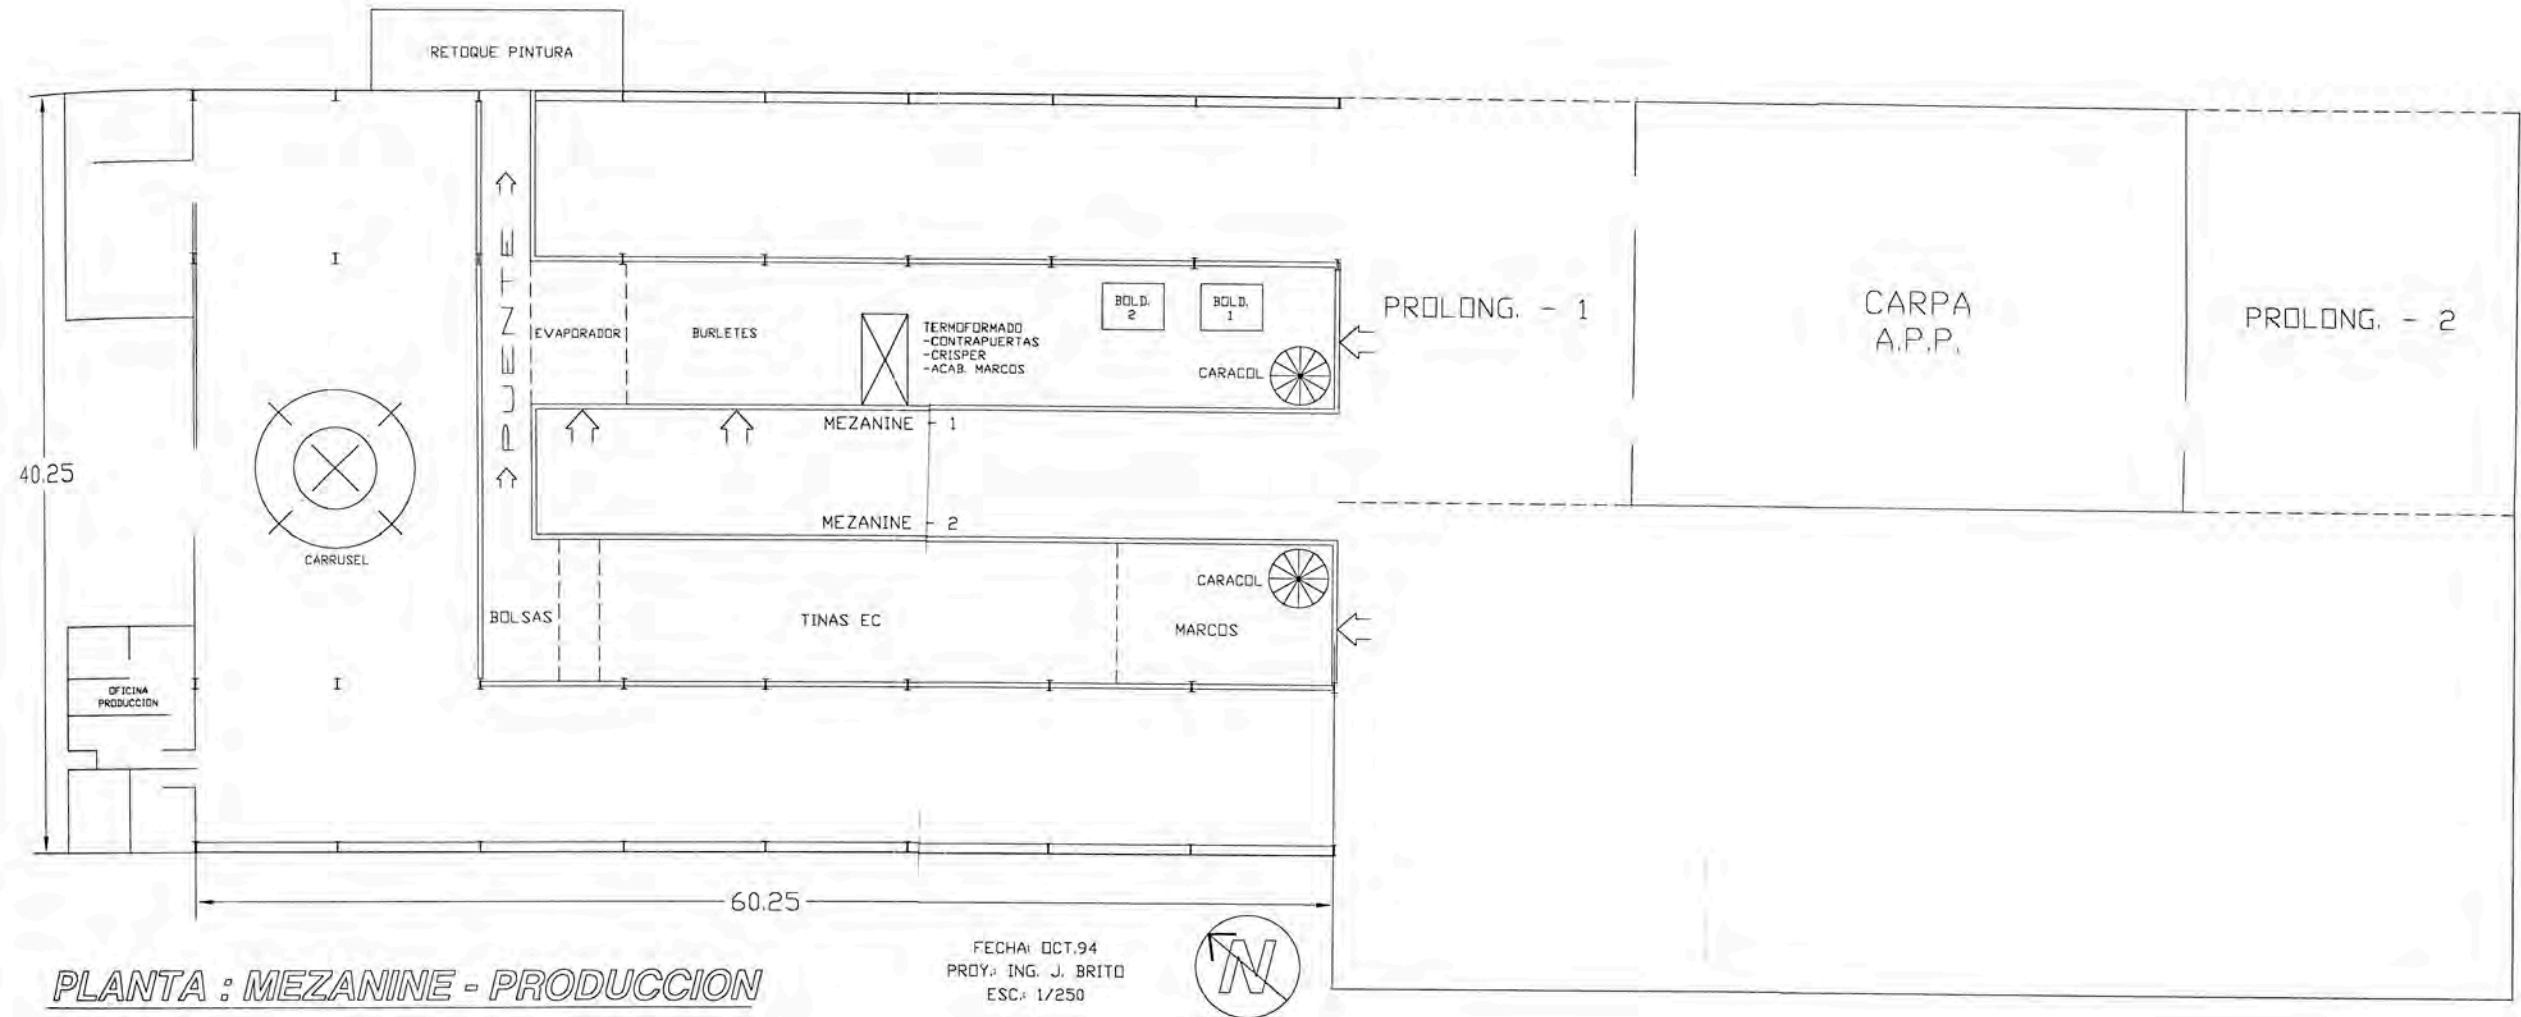 RETOQUE PINTURA
PUENTE
EVAPORADOR
BURLETES
TERMOFORMADO
-CONTRAPUERTAS
-CRISPER
-ACAB. MARCOS
BOLD.
2
BOLD.
1
CARACOL
PROLONG. - 1
CARPA
A.P.P.
PROLONG. - 2
MEZANINE - 1
40.25
MEZANINE - 2
CARRUSEL
BOLSAS
TINAS EC
CARACOL
MARCOS
OFICINA
PRODUCCION
60.25
FECHA: OCT.94
PROY.: ING. J. BRITO
ESC.: 1/250
N
PLANTA : MEZANINE - PRODUCCION